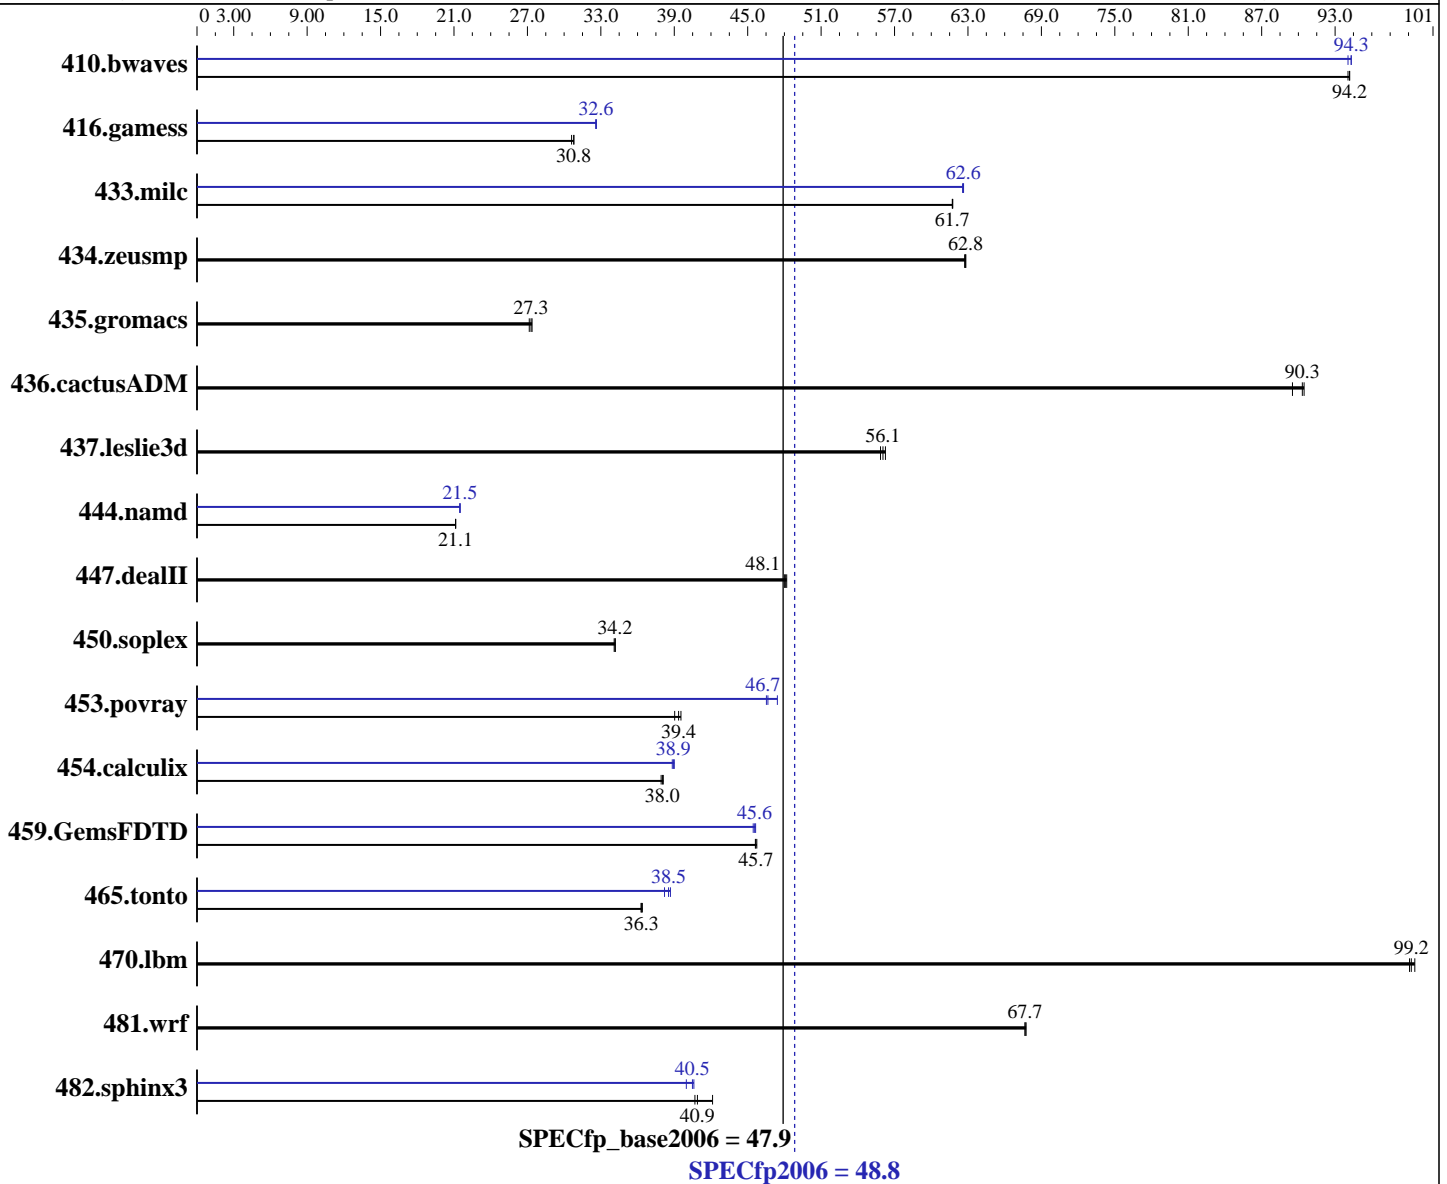 0 3.00 9.00 15.0 21.0 27.0 33.0 39.0 45.0 51.0 57.0 63.0 69.0 75.0 81.0 87.0 93.0 101
94.3
410.bwaves
94.2
32.6
416.gamess
30.8
62.6
433.milc
61.7
62.8
434.zeusmp
27.3
435.gromacs
90.3
436.cactusADM
56.1
437.leslie3d
21.5
444.namd
21.1
48.1
447.dealII
34.2
450.soplex
46.7
453.povray
39.4
38.9
454.calculix
38.0
45.6
459.GemsFDTD
45.7
38.5
465.tonto
36.3
99.2
470.lbm
67.7
481.wrf
40.5
482.sphinx3
40.9
SPECfp_base2006 = 47.9
SPECfp2006 = 48.8